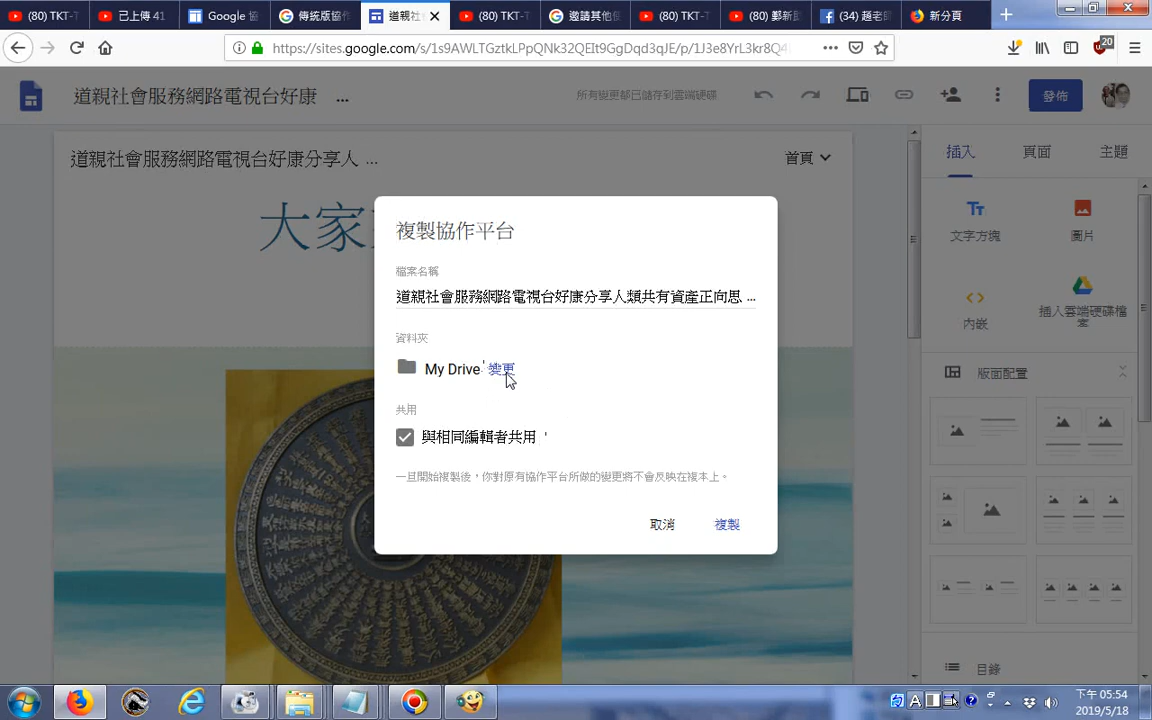 (80) TKT-T
已上傳 41
Google 協
傳統版協作
道親社
(80) TKT-T
邀請其他使
(80) TKT-T
(80) 鄞新助
(34) 趙老師
新分頁
https://sites.google.com/s/1s9AWLTGztkLPpQNk32QEIt9GgDqd3qJE/p/1J3e8YrL3kr8Q4
20
道親社會服務網路電視台好康 ...
所有變更都已儲存到雲端硬碟
發佈
道親社會服務網路電視台好康分享人 ...
首頁
插入
頁面
主題
大家
文字方塊
圖片
內嵌
插入雲端硬碟檔案
版面配置
目錄
複製協作平台
檔案名稱
道親社會服務網路電視台好康分享人類共有資產正向思 ...
資料夾
My Drive 變更
共用
與相同編輯者共用
一旦開始複製後，你對原有協作平台所做的變更將不會反映在複本上。
取消
複製
下午 05:54
2019/5/18